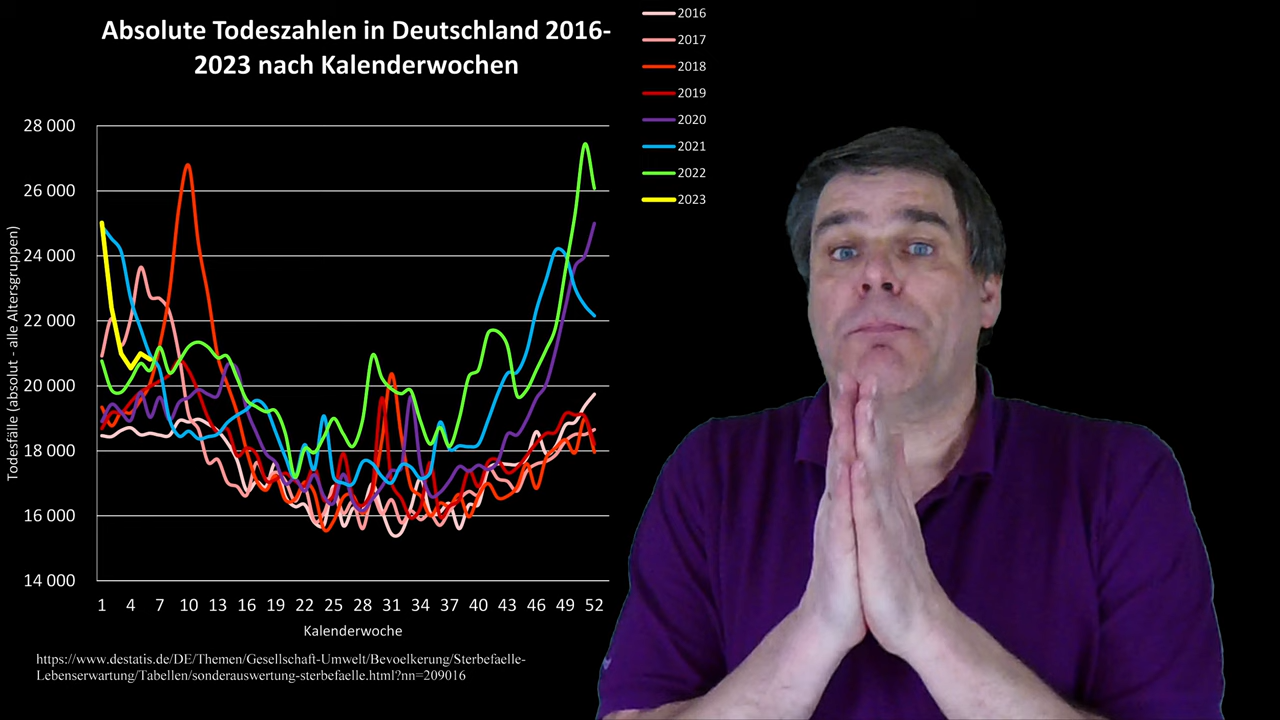 Absolute Todeszahlen in Deutschland 2016-
2023 nach Kalenderwochen
2016
2017
2018
2019
2020
2021
2022
2023
Todesfälle (absolut - alle Altersgruppen)
28 000
26 000
24 000
22 000
20 000
18 000
16 000
14 000
1 4 7 10 13 16 19 22 25 28 31 34 37 40 43 46 49 52
Kalenderwoche
https://www.destatis.de/DE/Themen/Gesellschaft-Umwelt/Bevoelkerung/Sterbefaelle-
Lebenserwartung/Tabellen/sonderauswertung-sterbefaelle.html?nn=209016